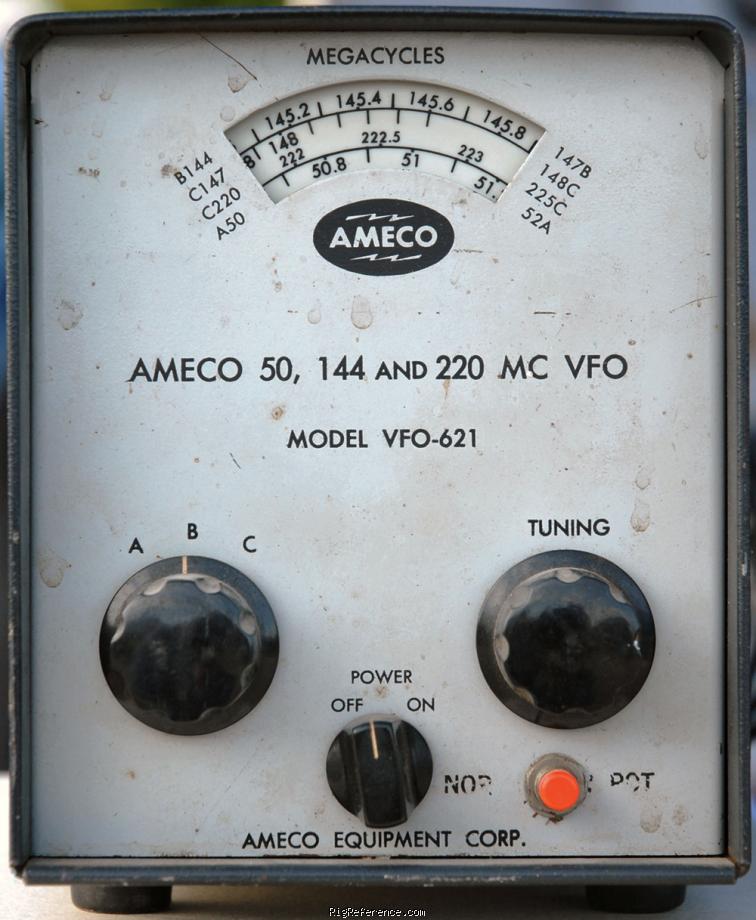 MEGACYCLES
145.2 145.4 145.6 145.8
148
222 222.5 223
50.8 51
B144
C147
C220
A50
147B
148C
225C
52A
AMECO
AMECO 50, 144 AND 220 MC VFO
MODEL VFO-621
A B C
TUNING
POWER
OFF ON
AMECO EQUIPMENT CORP.
RigReference.com